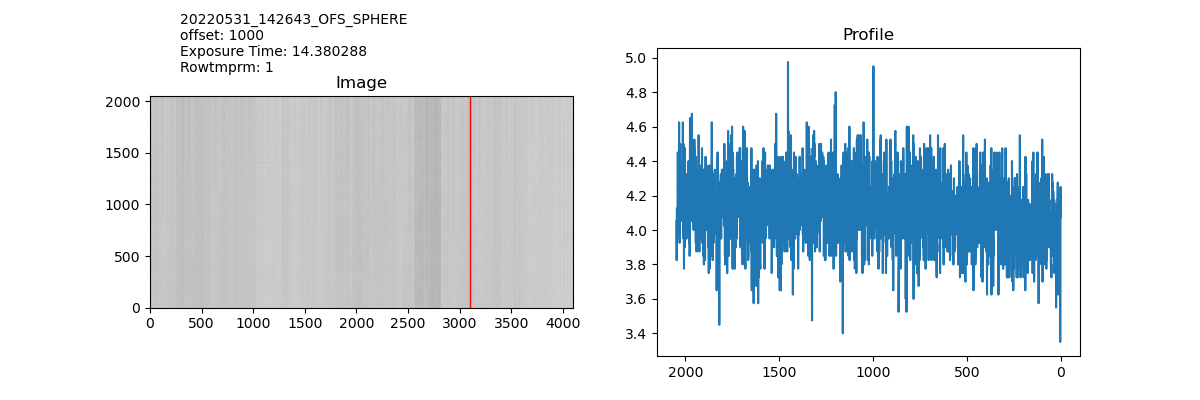 20220531_142643_OFS_SPHERE
offset: 1000
Exposure Time: 14.380288
Rowtmprm: 1
Image
2000
1500
1000
500
0
0 500 1000 1500 2000 2500 3000 3500 4000
Profile
5.0
4.8
4.6
4.4
4.2
4.0
3.8
3.6
3.4
2000 1500 1000 500 0